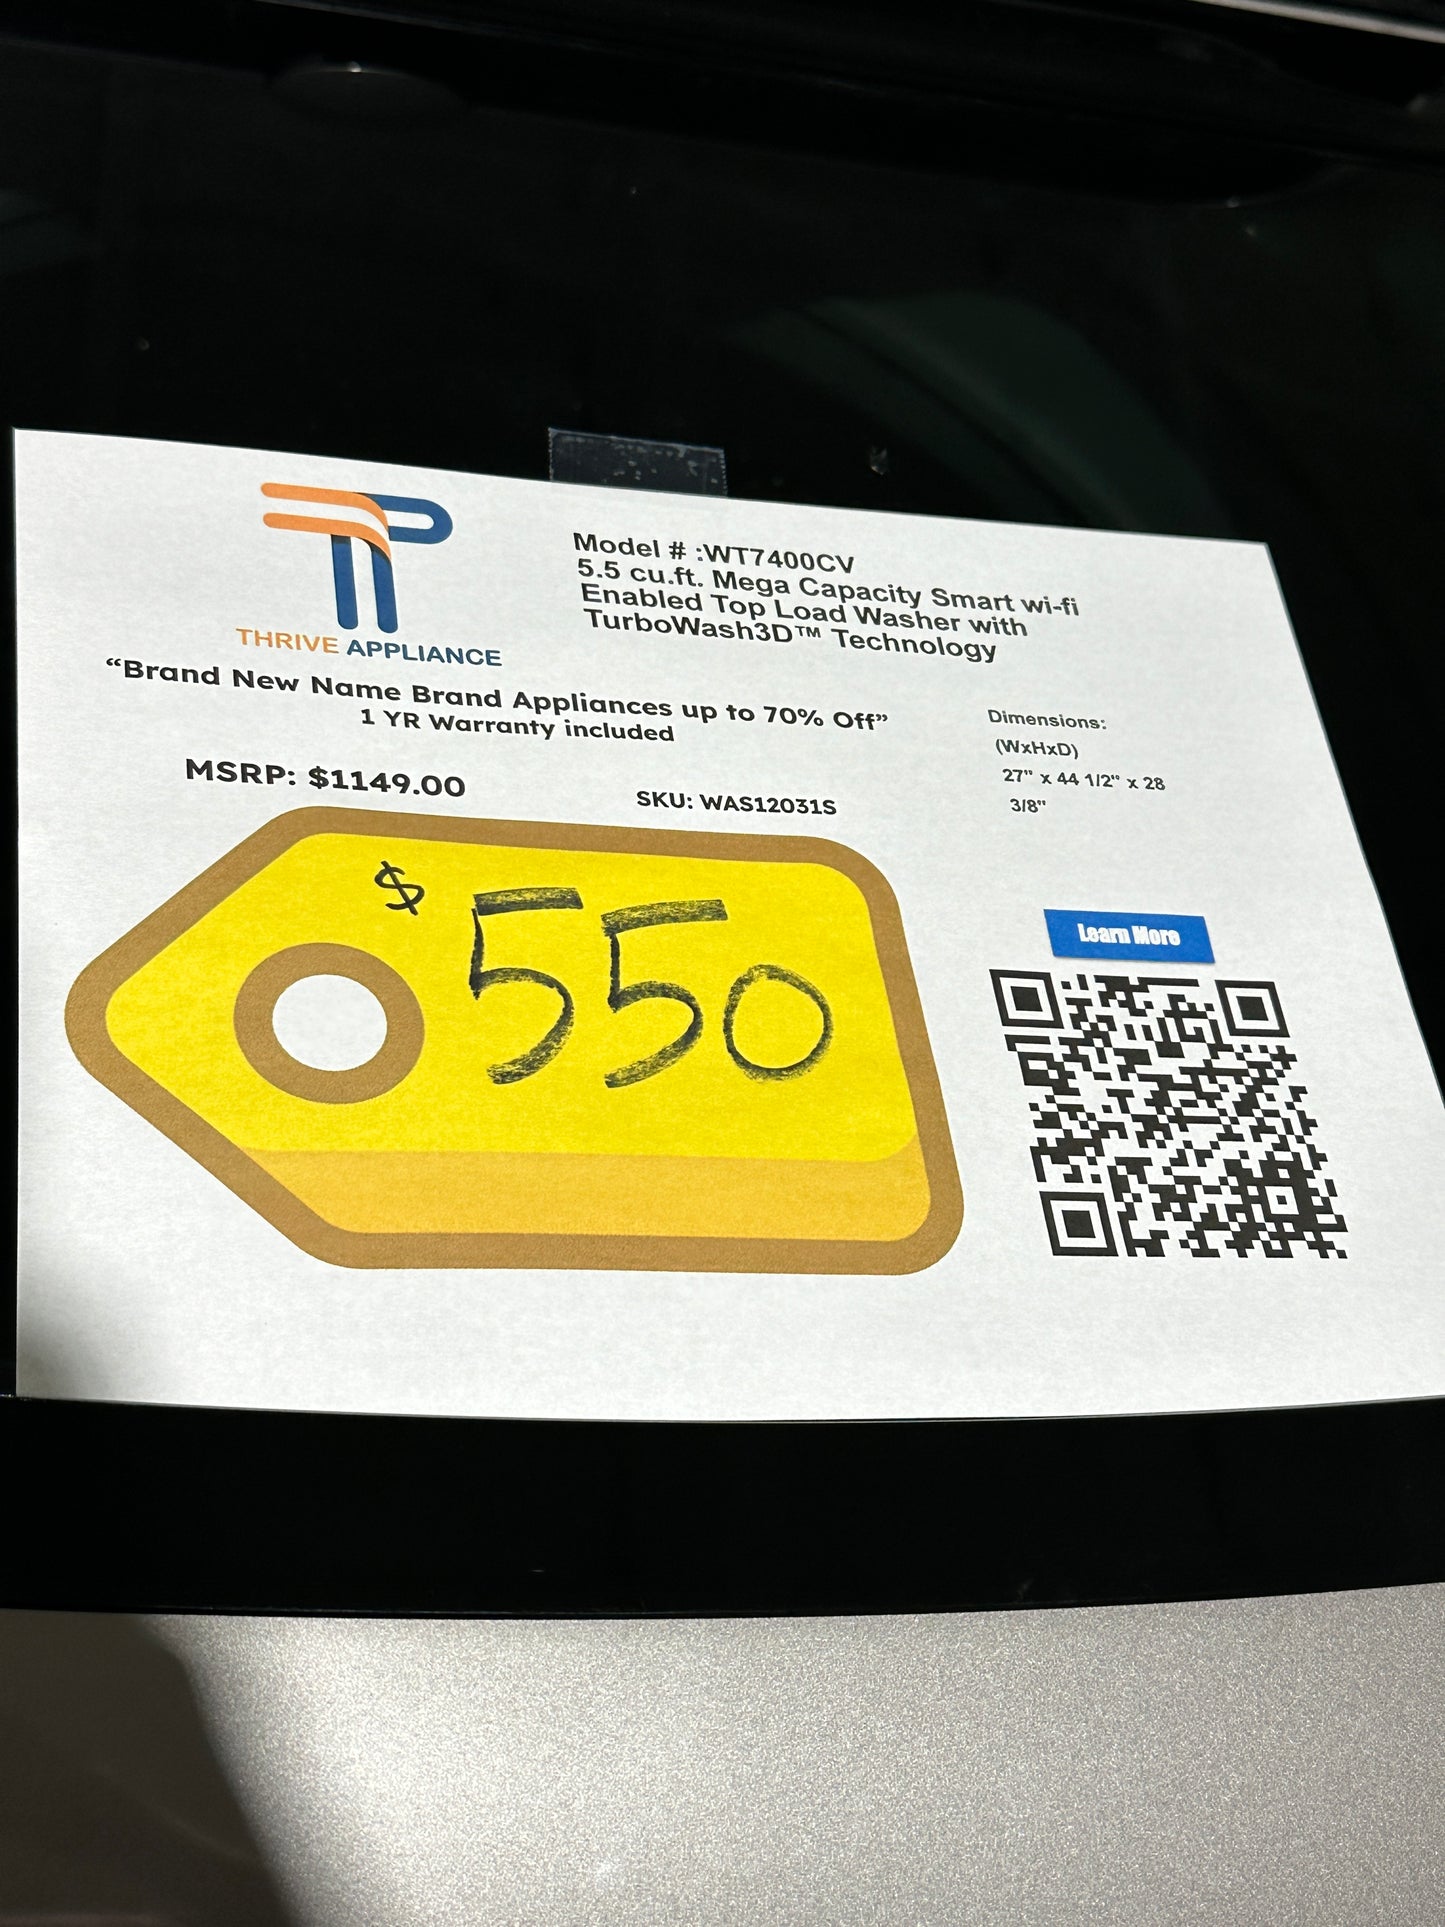 THRIVE APPLIANCE
Model # :WT7400CV
5.5 cu.ft. Mega Capacity Smart wi-fi
Enabled Top Load Washer with
TurboWash3D™ Technology
“Brand New Name Brand Appliances up to 70% Off”
1 YR Warranty included
MSRP: $1149.00
SKU: WAS12031S
Dimensions:
(WxHxD)
27" x 44 1/2" x 28
3/8"
$550
Learn More